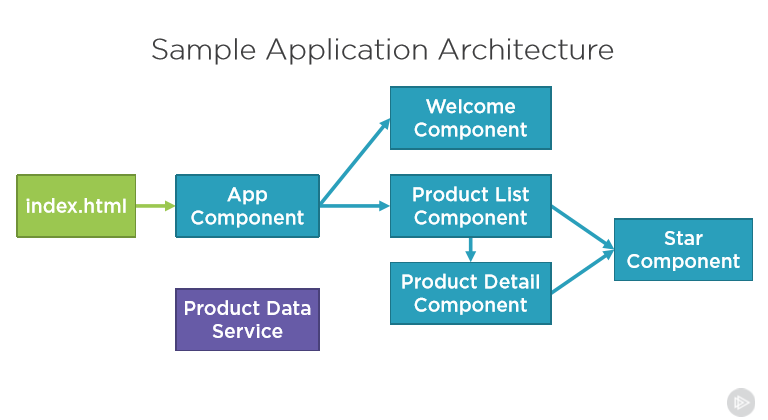 Sample Application Architecture
Welcome
Component
index.html
App
Component
Product List
Component
Star
Component
Product Detail
Component
Product Data
Service